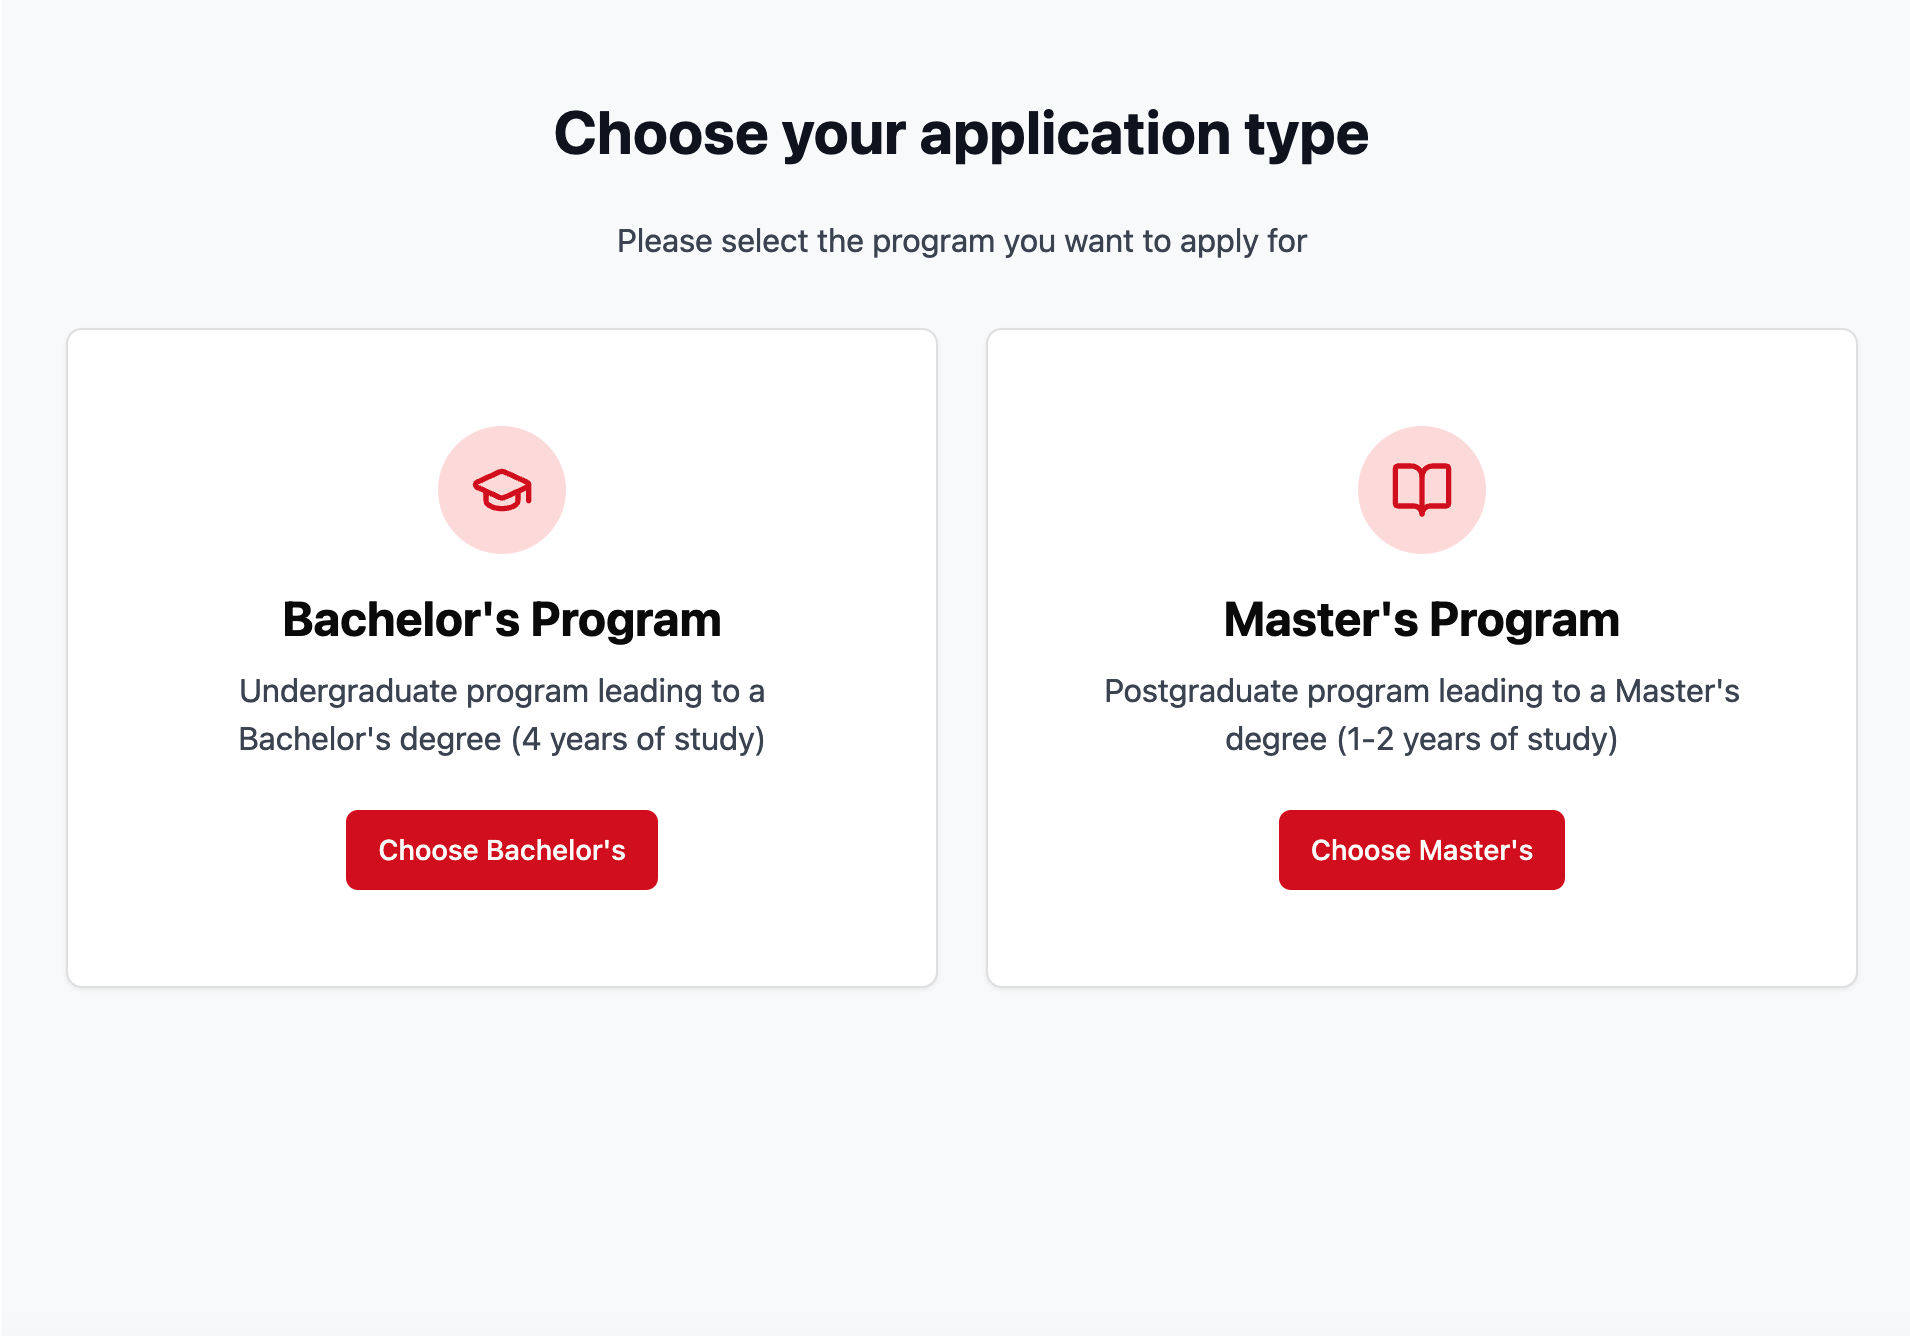 Choose your application type
Please select the program you want to apply for
Bachelor's Program
Undergraduate program leading to a
Bachelor's degree (4 years of study)
Choose Bachelor's
Master's Program
Postgraduate program leading to a Master's
degree (1-2 years of study)
Choose Master's